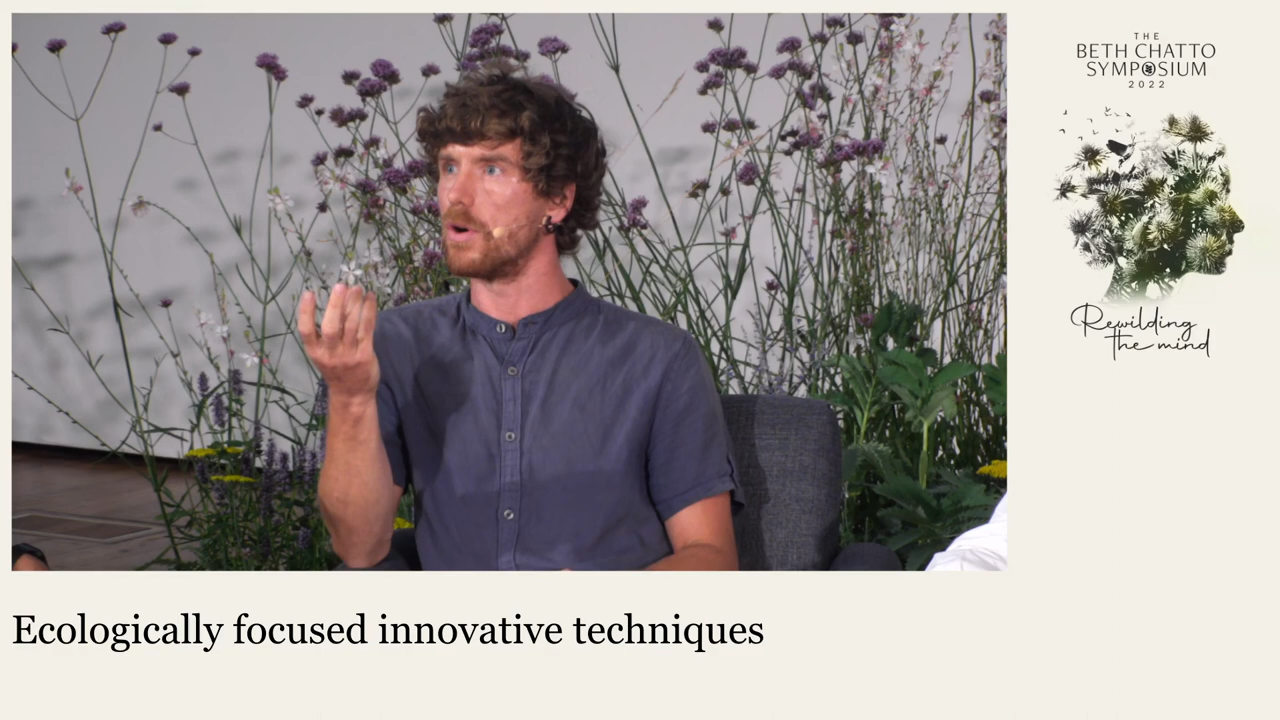 THE
BETH CHATTO
SYMPOSIUM
2022
Rewilding
the mind
Ecologically focused innovative techniques